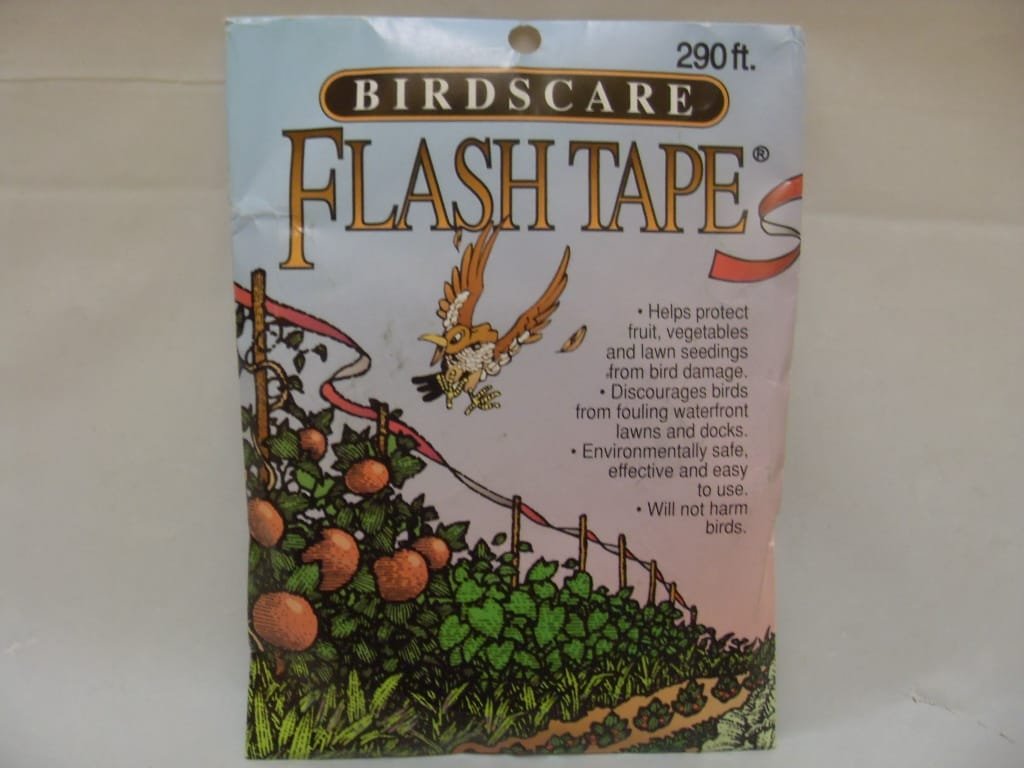 290 ft.
BIRDSCARE
FLASH TAPE®
• Helps protect
fruit, vegetables
and lawn seedings
from bird damage.
• Discourages birds
from fouling waterfront
lawns and docks.
• Environmentally safe,
effective and easy
to use.
• Will not harm
birds.